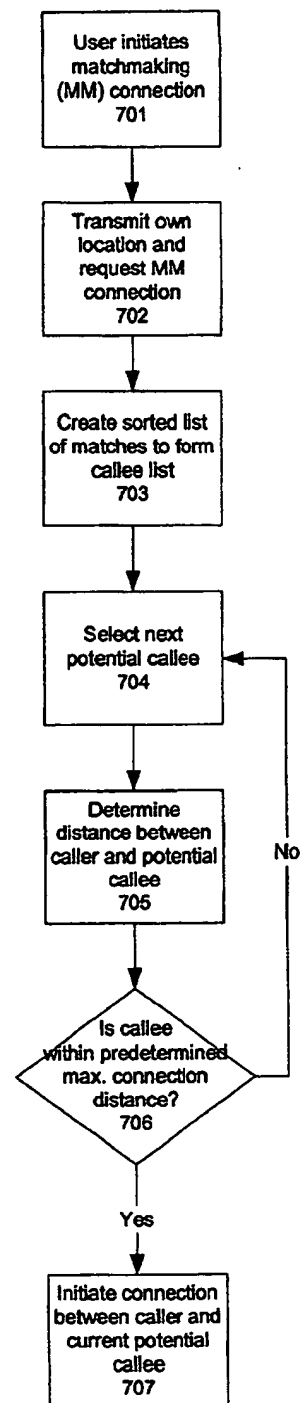 User initiates
matchmaking
(MM) connection
701
Transmit own
location and
request MM
connection
702
Create sorted list
of matches to form
callee list
703
Select next
potential callee
704
Determine
distance between
caller and potential
callee
705
No
Is callee
within predetermined
max. connection
distance?
706
Yes
Initiate connection
between caller and
current potential
callee
707